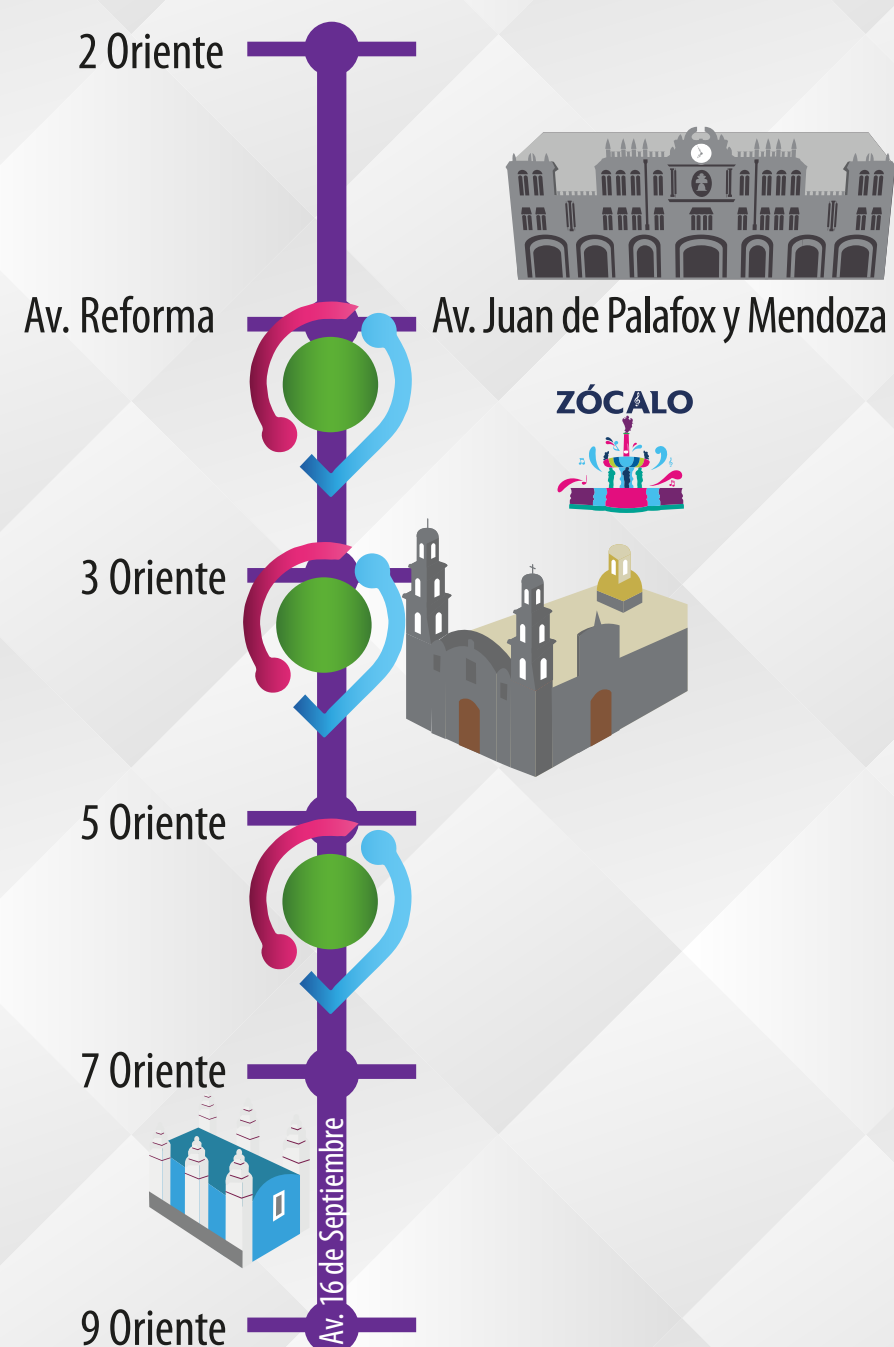 2 Oriente
Av. Reforma
Av. Juan de Palafox y Mendoza
ZÓCALO
3 Oriente
5 Oriente
7 Oriente
Av. 16 de Septiembre
9 Oriente